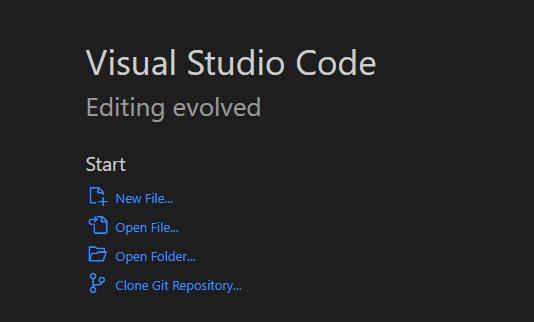 Visual Studio Code
Editing evolved
Start
New File...
Open File...
Open Folder...
Clone Git Repository...